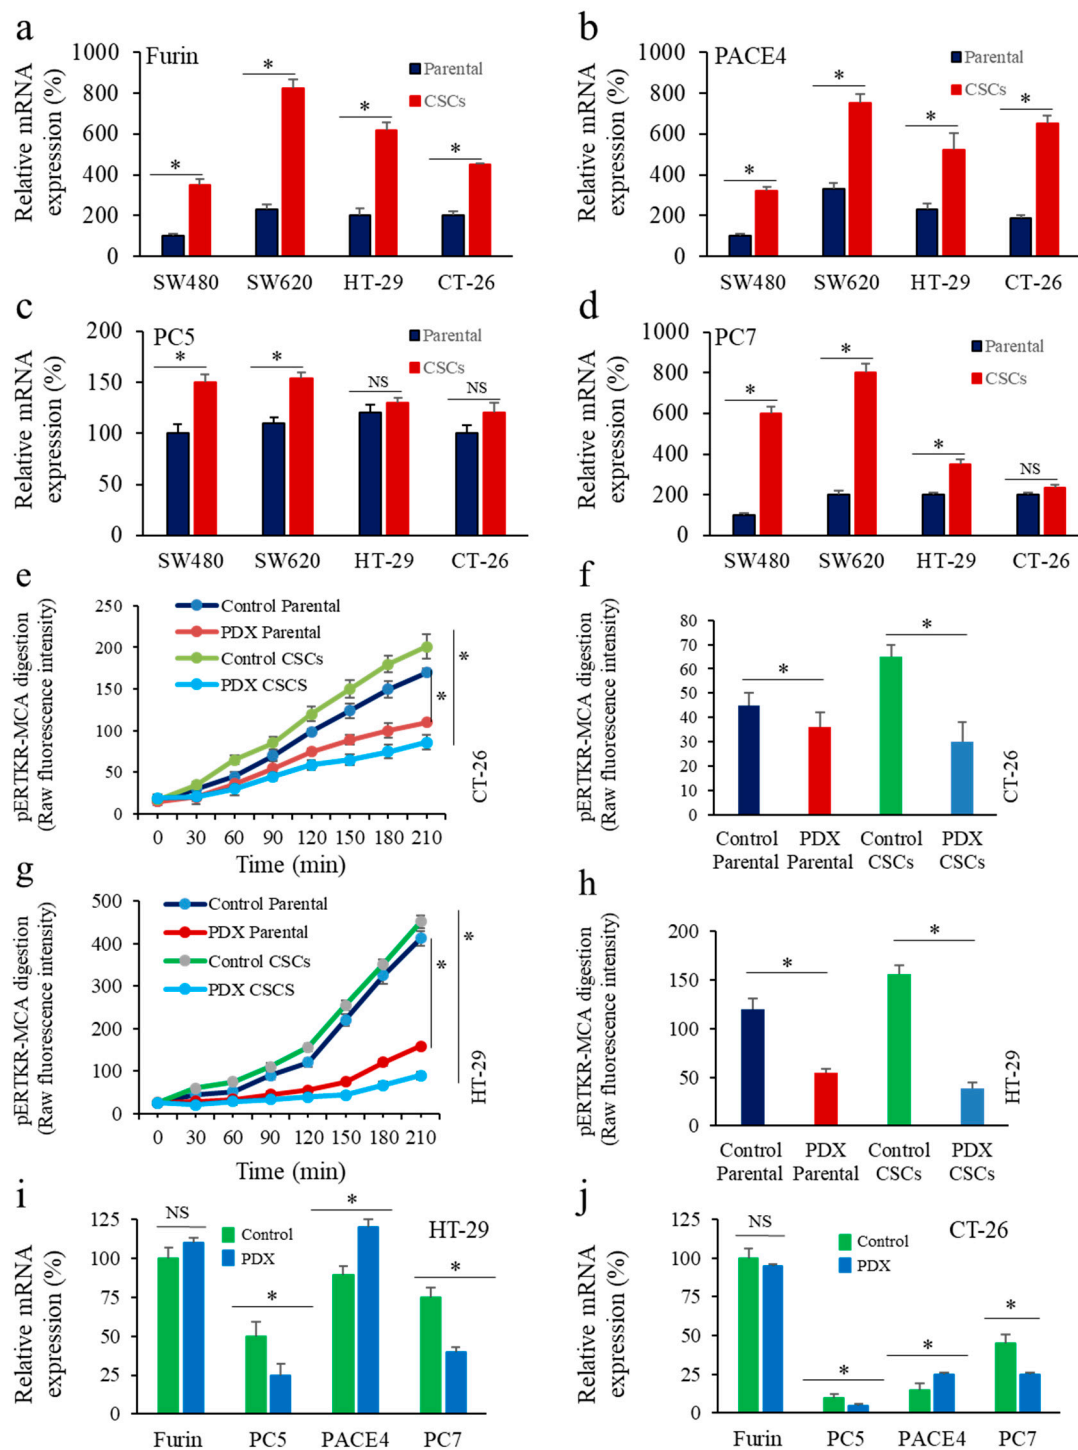 a
Furin
Relative mRNA
expression (%)
1000
800
600
400
200
0
Parental
CSCs
*
*
*
*
SW480 SW620 HT-29 CT-26
b
PACE4
Relative mRNA
expression (%)
1000
800
600
400
200
0
Parental
CSCs
*
*
*
*
SW480 SW620 HT-29 CT-26
c
PC5
Relative mRNA
expression (%)
200
150
100
50
0
Parental
CSCs
*
*
NS
NS
SW480 SW620 HT-29 CT-26
d
PC7
Relative mRNA
expression (%)
1000
800
600
400
200
0
Parental
CSCs
*
*
*
NS
SW480 SW620 HT-29 CT-26
e
pERTKR-MCA digestion
(Raw fluorescence intensity)
250
200
150
100
50
0
Control Parental
PDX Parental
Control CSCs
PDX CSCS
*
*
CT-26
0 30 60 90 120 150 180 210
Time (min)
f
pERTKR-MCA digestion
(Raw fluorescence intensity)
80
70
60
50
40
30
20
10
0
*
*
CT-26
Control PDX Control PDX
Parental Parental CSCs CSCs
g
pERTKR-MCA digestion
(Raw fluorescence intensity)
500
400
300
200
100
0
Control Parental
PDX Parental
Control CSCs
PDX CSCS
*
*
HT-29
0 30 60 90 120 150 180 210
Time (min)
h
pERTKR-MCA digestion
(Raw fluorescence intensity)
200
150
100
50
0
*
*
HT-29
Control PDX Control PDX
Parental Parental CSCs CSCs
i
Relative mRNA
expression (%)
125
100
75
50
25
0
NS
*
*
*
Control
PDX
HT-29
Furin PC5 PACE4 PC7
j
Relative mRNA
expression (%)
125
100
75
50
25
0
NS
*
*
*
Control
PDX
CT-26
Furin PC5 PACE4 PC7